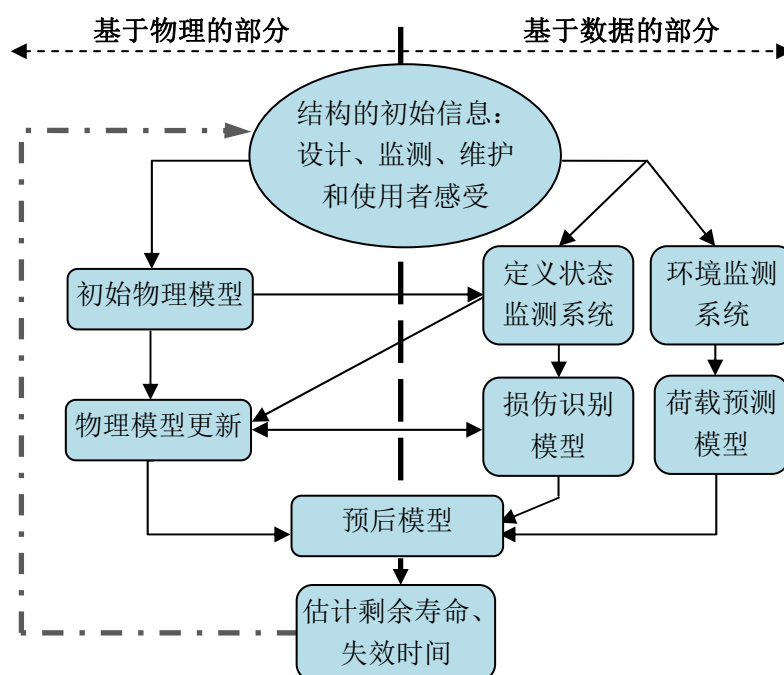 基于物理的部分
基于数据的部分
结构的初始信息：
设计、监测、维护
和使用者感受
初始物理模型
定义状态
监测系统
环境监测
系统
物理模型更新
损伤识别
模型
荷载预测
模型
预后模型
估计剩余寿命、
失效时间